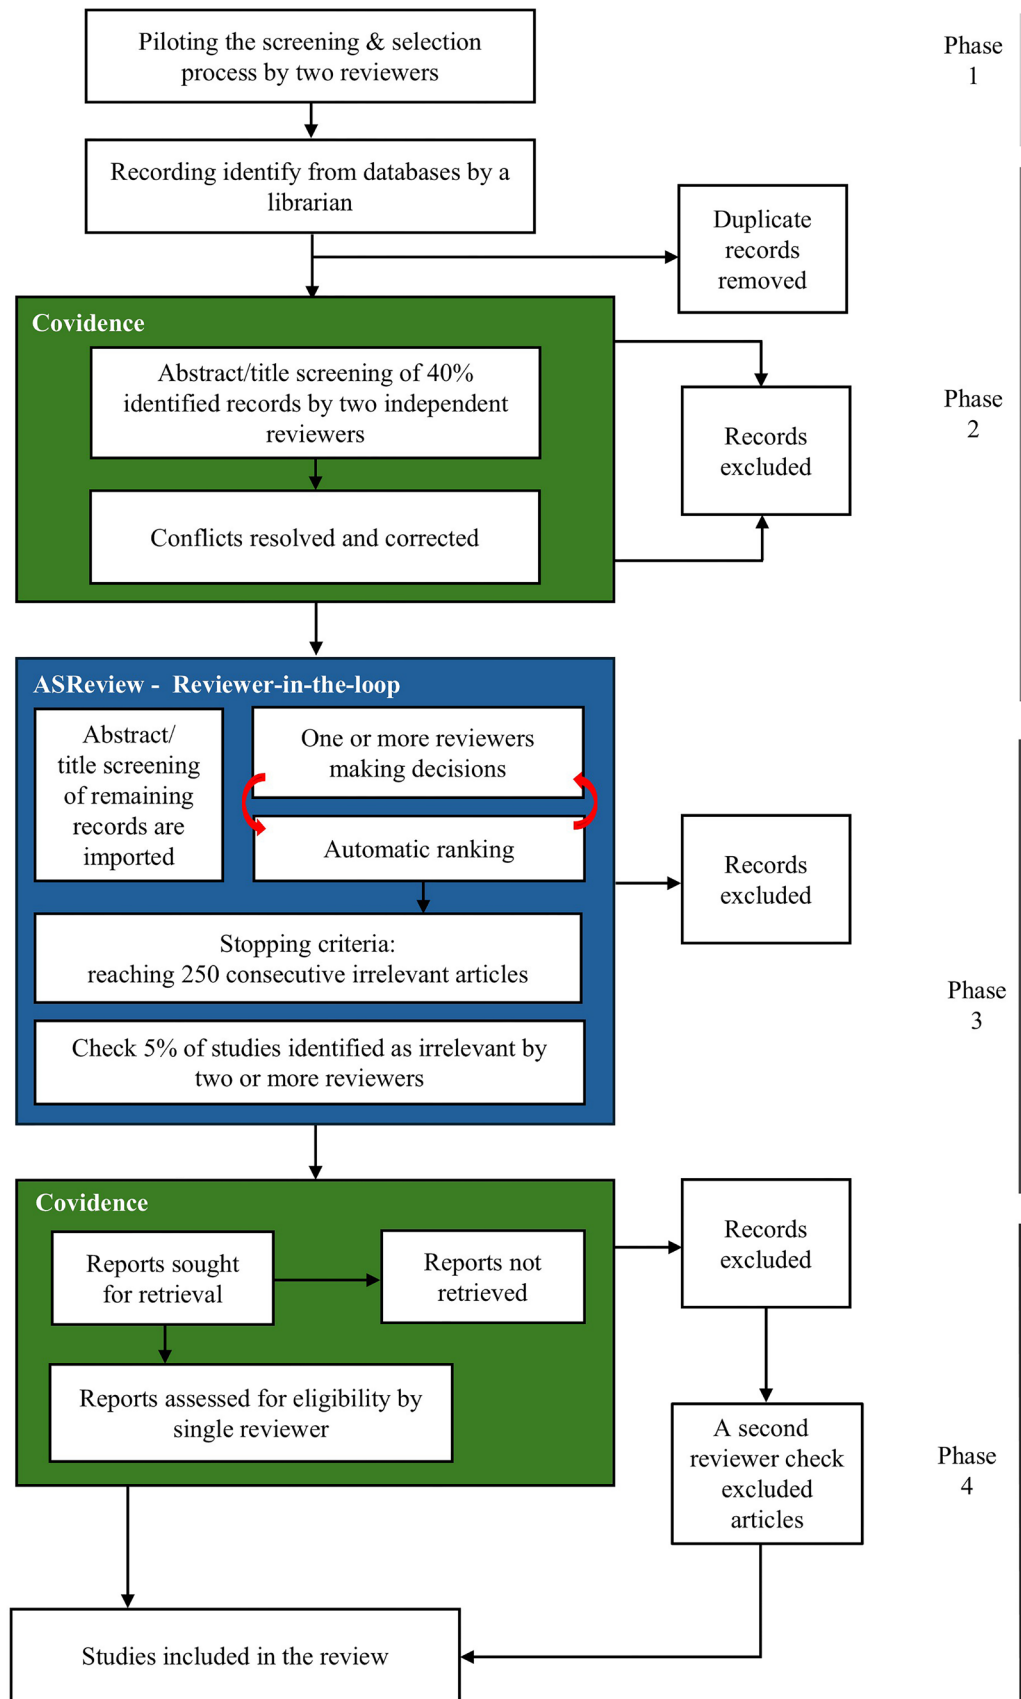 Piloting the screening & selection
process by two reviewers
Phase
1
Recording identify from databases by a
librarian
Duplicate
records
removed
Covidence
Abstract/title screening of 40%
identified records by two independent
reviewers
Conflicts resolved and corrected
Records
excluded
Phase
2
ASReview - Reviewer-in-the-loop
Abstract/
title screening
of remaining
records are
imported
One or more reviewers
making decisions
Automatic ranking
Stopping criteria:
reaching 250 consecutive irrelevant articles
Check 5% of studies identified as irrelevant by
two or more reviewers
Records
excluded
Phase
3
Covidence
Reports sought
for retrieval
Reports not
retrieved
Reports assessed for eligibility by
single reviewer
Records
excluded
A second
reviewer check
excluded
articles
Phase
4
Studies included in the review